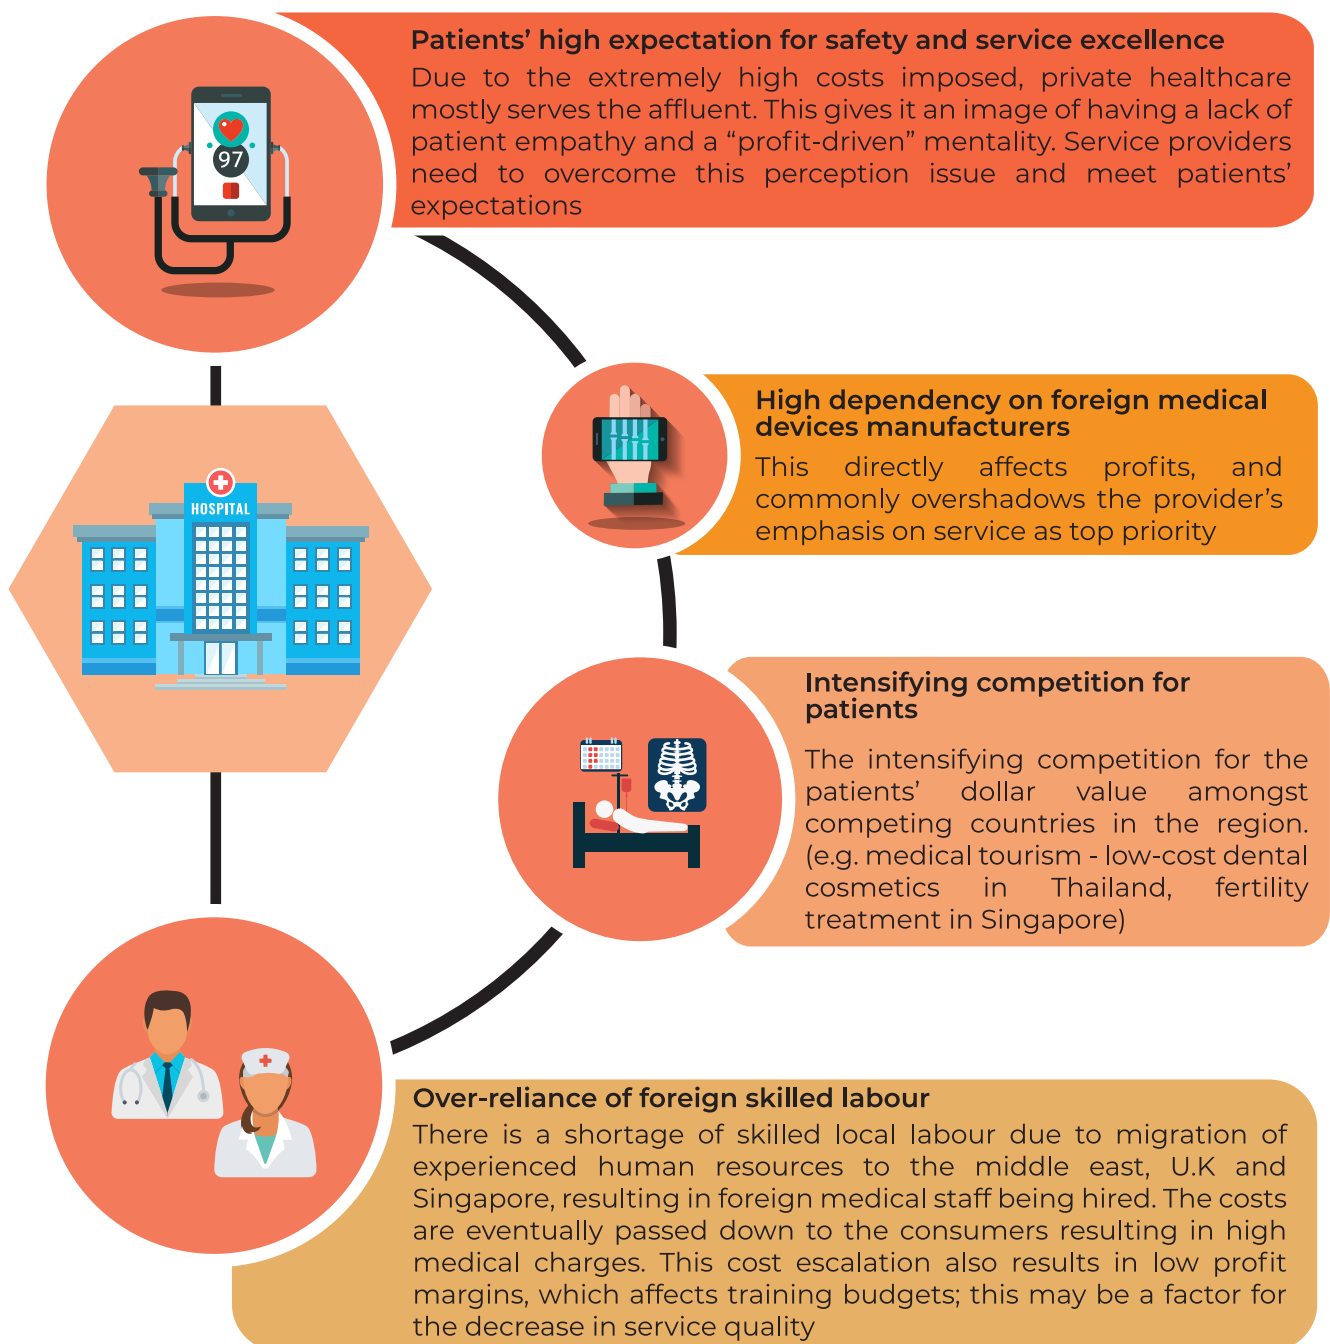 Patients’ high expectation for safety and service excellence
Due to the extremely high costs imposed, private healthcare
mostly serves the affluent. This gives it an image of having a lack of
patient empathy and a “profit-driven” mentality. Service providers
need to overcome this perception issue and meet patients’
expectations
97
High dependency on foreign medical
devices manufacturers
This directly affects profits, and
commonly overshadows the provider’s
emphasis on service as top priority
HOSPITAL
Intensifying competition for
patients
The intensifying competition for the
patients’ dollar value amongst
competing countries in the region.
(e.g. medical tourism - low-cost dental
cosmetics in Thailand, fertility
treatment in Singapore)
Over-reliance of foreign skilled labour
There is a shortage of skilled local labour due to migration of
experienced human resources to the middle east, U.K and
Singapore, resulting in foreign medical staff being hired. The costs
are eventually passed down to the consumers resulting in high
medical charges. This cost escalation also results in low profit
margins, which affects training budgets; this may be a factor for
the decrease in service quality